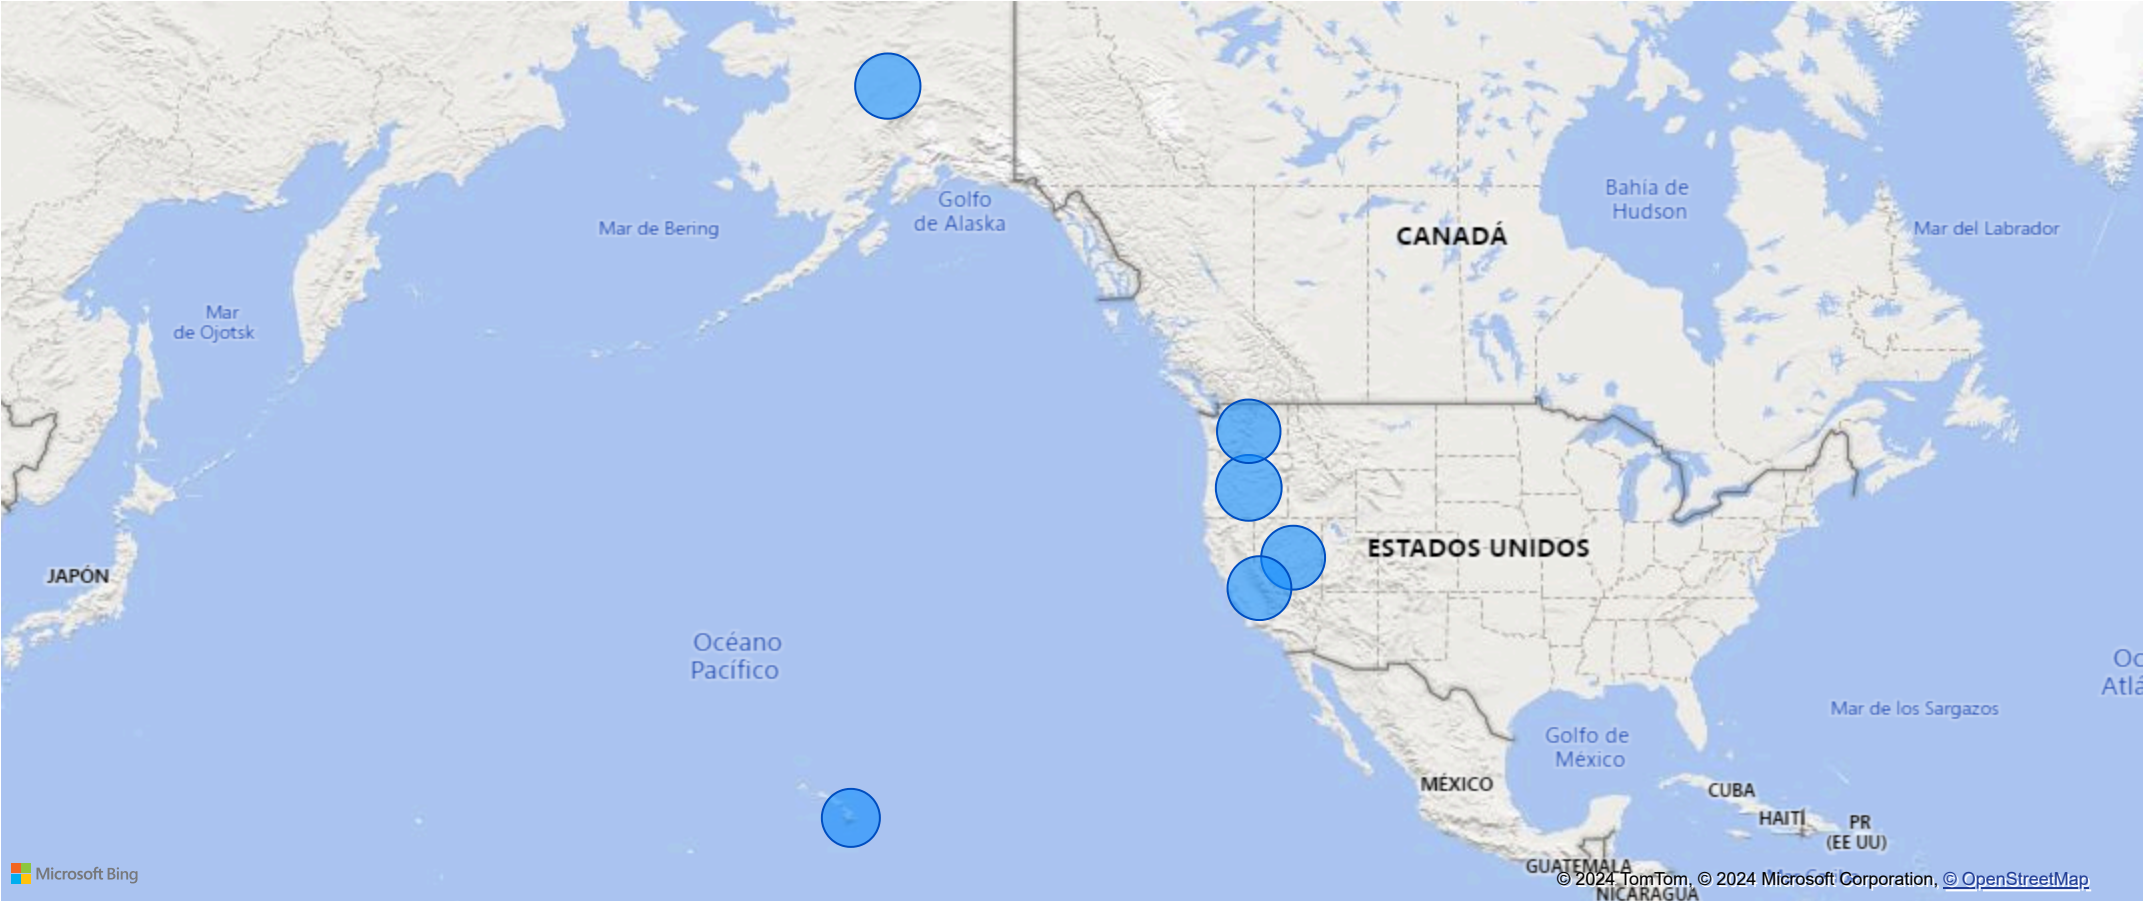 Bahía de
Hudson
Golfo
de Alaska
Mar de Bering
CANADÁ
Mar del Labrador
Mar
de Ojotsk
ESTADOS UNIDOS
JAPÓN
Océano
Pacífico
Oc
Atlá
Mar de los Sargazos
Golfo de
México
MÉXICO
CUBA
HAITÍ
PR
(EE UU)
GUATEMALA
NICARAGUA
Microsoft Bing
© 2024 TomTom, © 2024 Microsoft Corporation, © OpenStreetMap